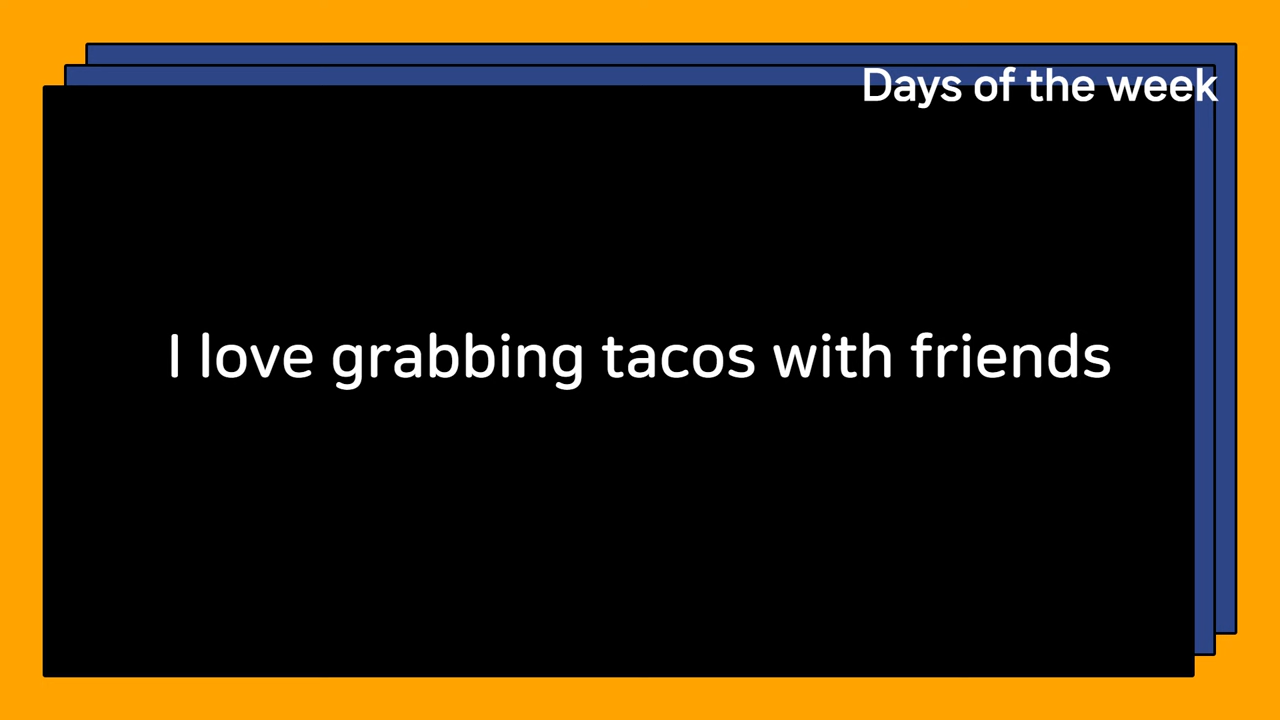 Days of the week
I love grabbing tacos with friends